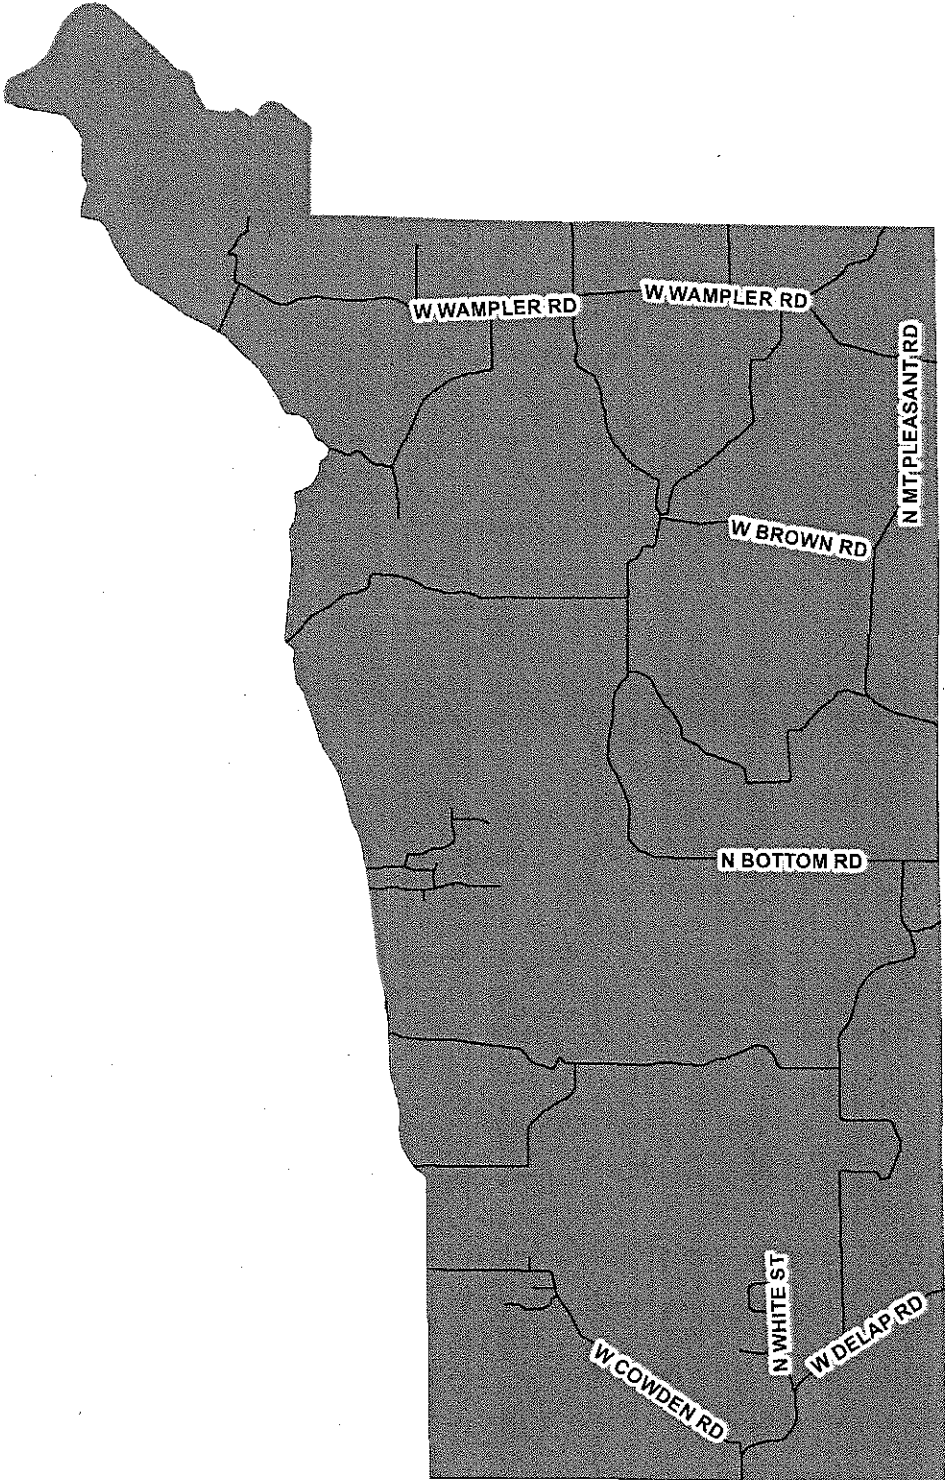 W WAMPLER RD
W WAMPLER RD
N MT PLEASANT RD
W BROWN RD
N BOTTOM RD
N WHITE ST
W DELAP RD
W COWDEN RD